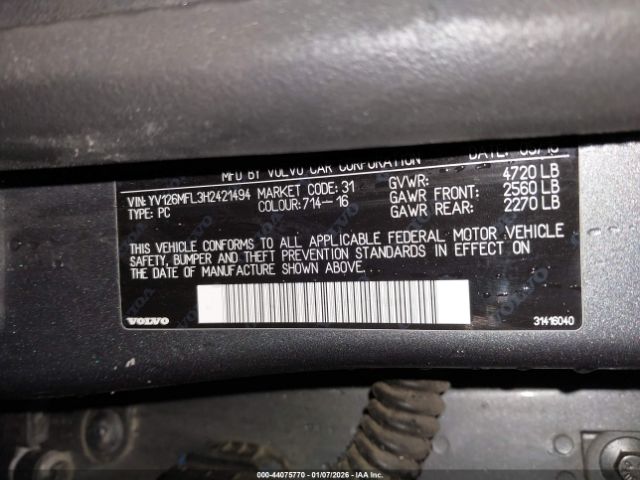 MFD BY VOLVO CAR CORPORATION DATE:
VIN: YV126MFL3H2421494 MARKET CODE: 31 GVWR: 4720 LB
TYPE: PC COLOUR: 714-16 GAWR FRONT: 2560 LB
GAWR REAR: 2270 LB
THIS VEHICLE CONFORMS TO ALL APPLICABLE FEDERAL MOTOR VEHICLE
SAFETY, BUMPER AND THEFT PREVENTION STANDARDS IN EFFECT ON
THE DATE OF MANUFACTURE SHOWN ABOVE.
VOLVO 31416040
000-44075770 - 01/07/2026 - IAA Inc.